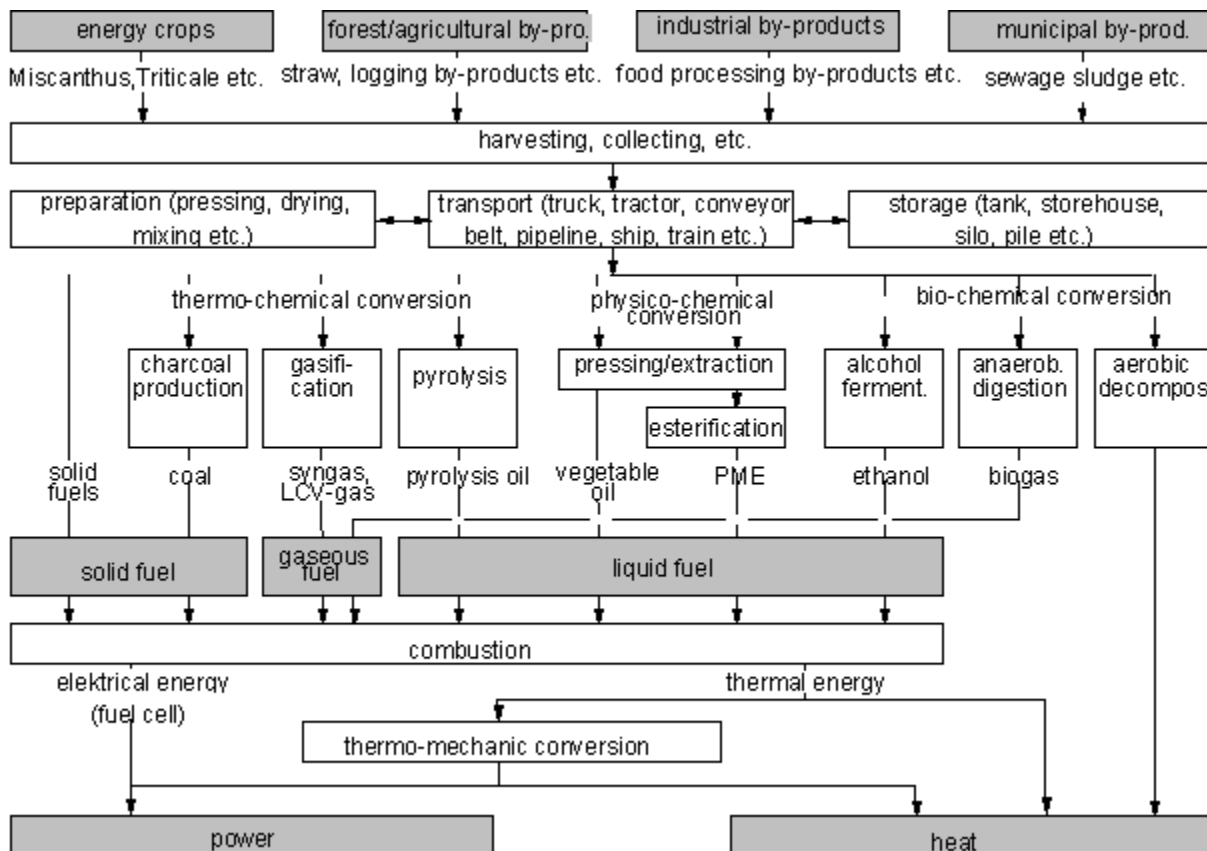 energy crops
forest/agricultural by-pro.
industrial by-products
municipal by-prod.
Miscanthus,Triticale etc.
straw, logging by-products etc.
food processing by-products etc.
sewage sludge etc.
harvesting, collecting, etc.
preparation (pressing, drying,
mixing etc.)
transport (truck, tractor, conveyor
belt, pipeline, ship, train etc.)
storage (tank, storehouse,
silo, pile etc.)
thermo-chemical conversion
physico-chemical
conversion
bio-chemical conversion
charcoal
production
gasifi-
cation
pyrolysis
pressing/extraction
alcohol
ferment.
anaerob.
digestion
aerobic
decompos
esterification
solid
fuels
coal
syngas,
LCV-gas
pyrolysis oil
vegetable
oil
PME
ethanol
biogas
solid fuel
gaseous
fuel
liquid fuel
combustion
elektrical energy
(fuel cell)
thermal energy
thermo-mechanic conversion
power
heat